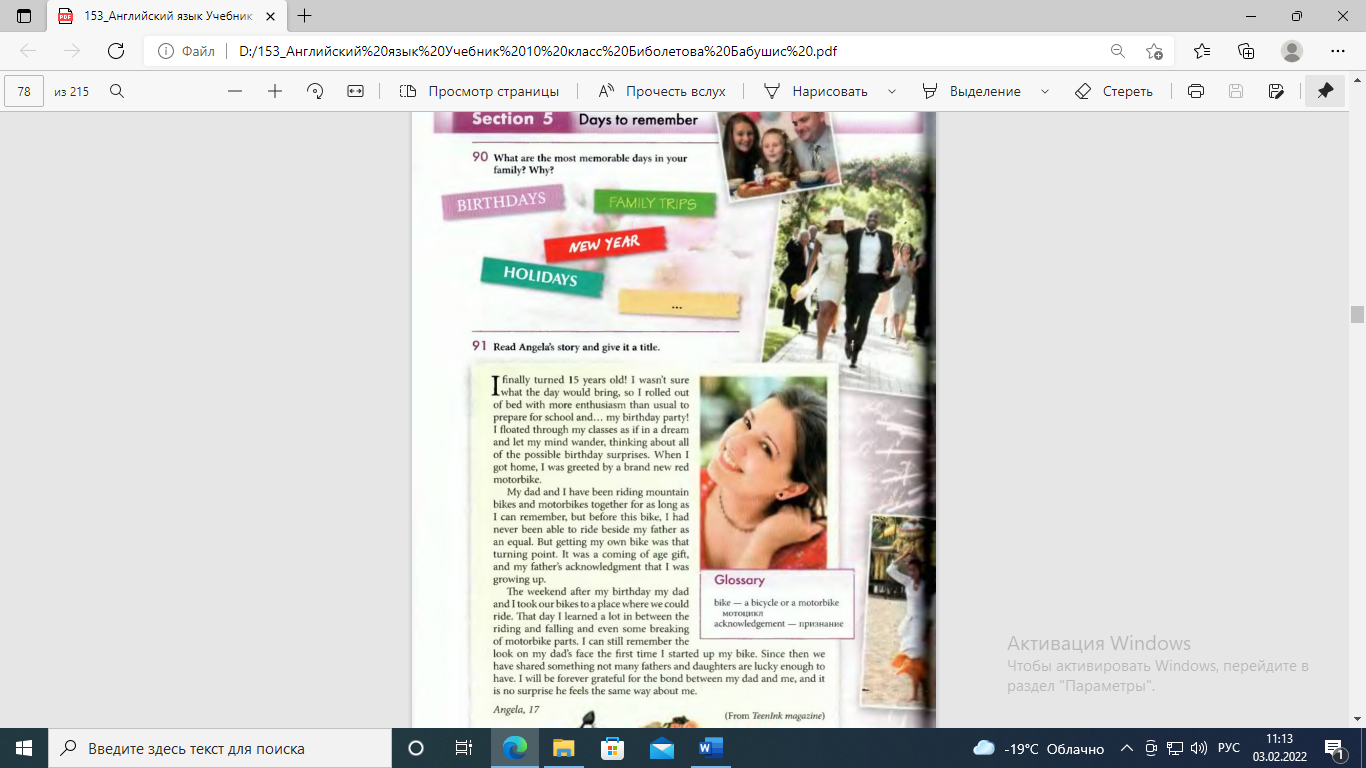 153_Английский язык Учебник
Файл
D:/153_Английский%20язык%20Учебник%2010%20класс%20Биболетова%20Бабушис%20.pdf
78
из 215
Просмотр страницы
Прочесть вслух
Нарисовать
Выделение
Стереть
Section 5 Days to remember
90 What are the most memorable days in your
family? Why?
BIRTHDAYS
FAMILY TRIPS
NEW YEAR
HOLIDAYS
...
91 Read Angela's story and give it a title.
I finally turned 15 years old! I wasn't sure
what the day would bring, so I rolled out
of bed with more enthusiasm than usual to
prepare for school and... my birthday party!
I floated through my classes as if in a dream
and let my mind wander, thinking about all
of the possible birthday surprises. When I
got home, I was greeted by a brand new red
motorbike.
My dad and I have been riding mountain
bikes and motorbikes together for as long as
I can remember, but before this bike, I had
never been able to ride beside my father as
an equal. But getting my own bike was that
turning point. It was a coming of age gift,
and my father's acknowledgment that I was
growing up.
The weekend after my birthday my dad
and I took our bikes to a place where we could
ride. That day I learned a lot in between the
riding and falling and even some breaking
of motorbike parts. I can still remember the
look on my dad's face the first time I started up my bike. Since then we
have shared something not many fathers and daughters are lucky enough to
have. I will be forever grateful for the bond between my dad and me, and it
is no surprise he feels the same way about me.
Angela, 17
(From TeenInk magazine)
Glossary
bike — a bicycle or a motorbike
мотоцикл
acknowledgement — признание
Активация Windows
Чтобы активировать Windows, перейдите в
раздел "Параметры".
Введите здесь текст для поиска
-19°C Облачно
РУС
11:13
03.02.2022
1